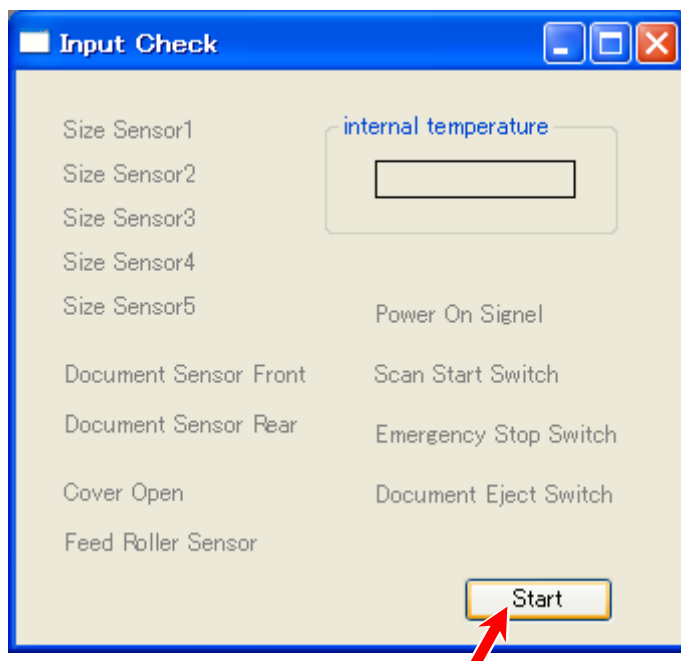 Input Check
Size Sensor1
Size Sensor2
Size Sensor3
Size Sensor4
Size Sensor5
Document Sensor Front
Document Sensor Rear
Cover Open
Feed Roller Sensor
internal temperature
Power On Signel
Scan Start Switch
Emergency Stop Switch
Document Eject Switch
Start